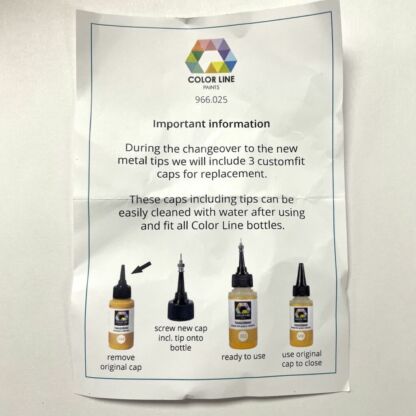 COLOR LINE
PAINTS
966.025
Important information
During the changeover to the new
metal tips we will include 3 customfit
caps for replacement.
These caps including tips can be
easily cleaned with water after using
and fit all Color Line bottles.
remove
original cap
screw new cap
incl. tip onto
bottle
ready to use
use original
cap to close